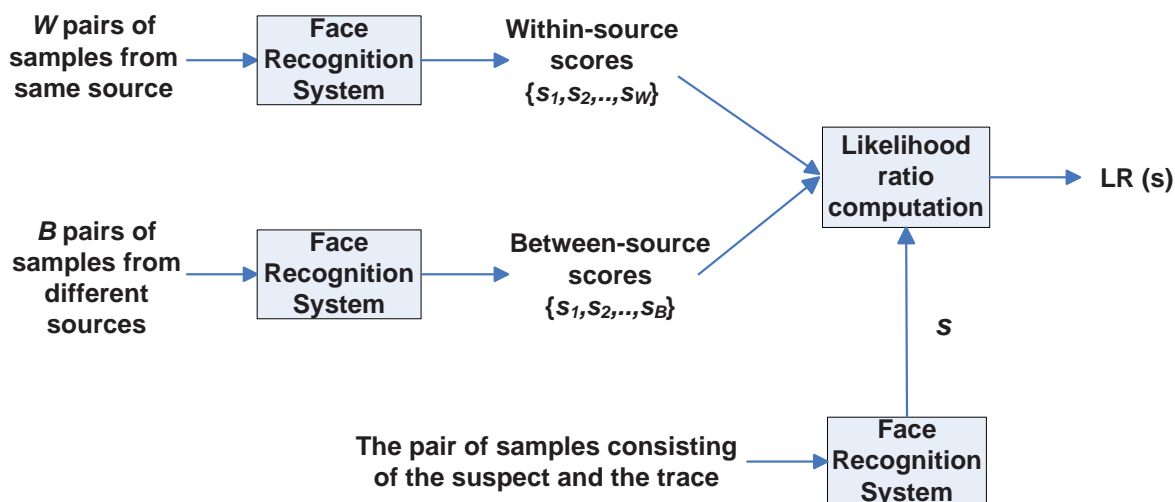 W pairs of
samples from
same source
Face
Recognition
System
Within-source
scores
{s1,s2,..,sW}
B pairs of
samples from
different
sources
Face
Recognition
System
Between-source
scores
{s1,s2,..,sB}
Likelihood
ratio
computation
LR (s)
s
The pair of samples consisting
of the suspect and the trace
Face
Recognition
System